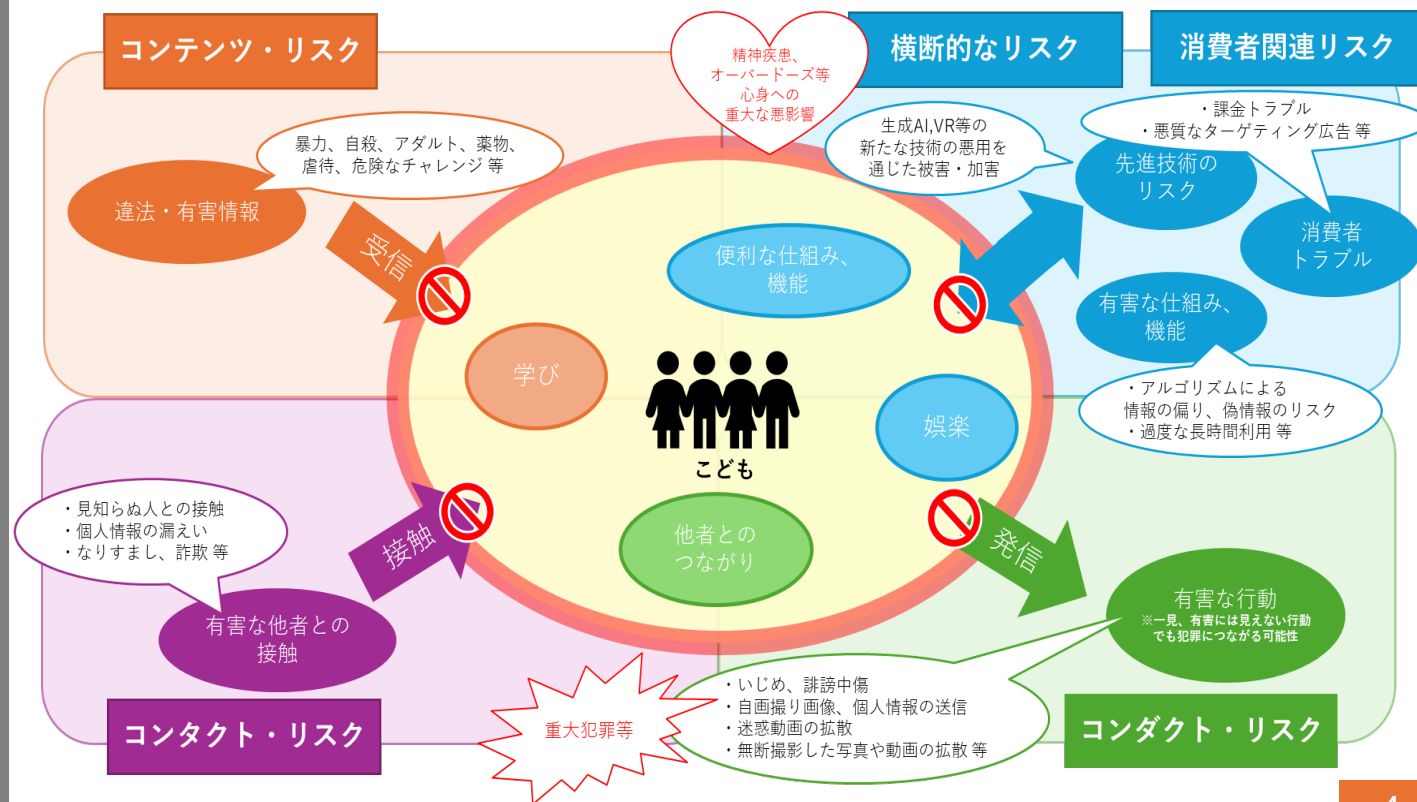 コンテンツ・リスク
精神疾患、
オーバードーズ等
心身への
重大な悪影響
横断的なリスク
消費者関連リスク
暴力、自殺、アダルト、薬物、
虐待、危険なチャレンジ 等
違法・有害情報
受信
生成AI,VR等の
新たな技術の悪用を
通じた被害・加害
・課金トラブル
・悪質なターゲティング広告 等
先進技術の
リスク
消費者
トラブル
便利な仕組み、
機能
有害な仕組み、
機能
・アルゴリズムによる
情報の偏り、偽情報のリスク
・過度な長時間利用 等
学び
こども
娯楽
他者との
つながり
・見知らぬ人との接触
・個人情報の漏えい
・なりすまし、詐欺 等
接触
有害な他者との
接触
コンタクト・リスク
重大犯罪等
発信
有害な行動
※一見、有害には見えない行動
でも犯罪につながる可能性
・いじめ、誹謗中傷
・自画撮り画像、個人情報の送信
・迷惑動画の拡散
・無断撮影した写真や動画の拡散 等
コンダクト・リスク